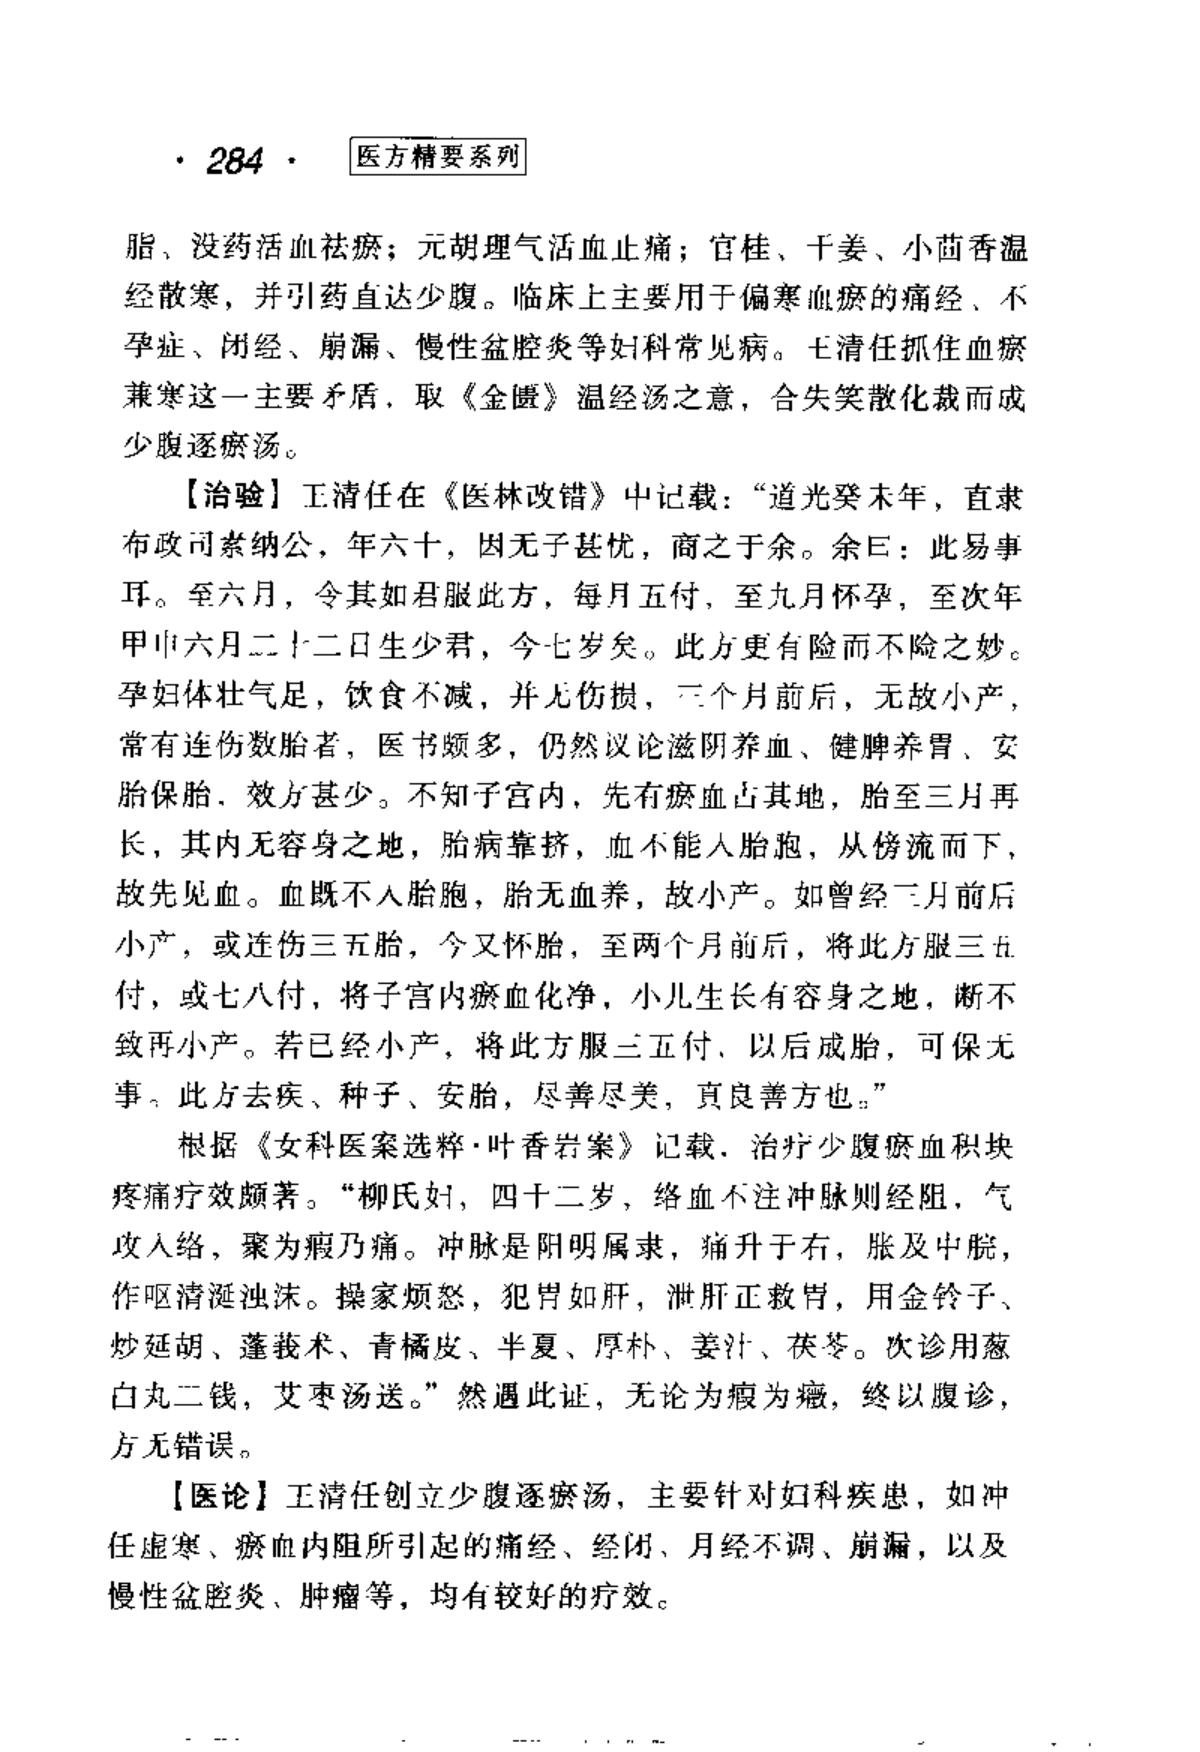 · 284 ·
医方精要系列
脂、没药活血祛瘀；元胡理气活血止痛；官桂、干姜、小茴香温
经散寒，并引药直达少腹。临床上主要用于偏寒血瘀的痛经、不
孕症、闭经、崩漏、慢性盆腔炎等妇科常见病。王清任抓住血瘀
兼寒这一主要矛盾，取《金匮》温经汤之意，合失笑散化裁而成
少腹逐瘀汤。
【治验】王清任在《医林改错》中记载：“道光癸未年，直隶
布政司素纳公，年六十，因无子甚忧，商之于余。余曰：此易事
耳。至六月，令其如君服此方，每月五付，至九月怀孕，至次年
甲申六月二十二日生少君，今七岁矣。此方更有险而不险之妙。
孕妇体壮气足，饮食不减，并无伤损，三个月前后，无故小产，
常有连伤数胎者，医书颇多，仍然议论滋阴养血、健脾养胃、安
胎保胎，效方甚少。不知子宫内，先有瘀血占其地，胎至三月再
长，其内无容身之地，胎病靠挤，血不能入胎胞，从傍流而下，
故先见血。血既不入胎胞，胎无血养，故小产。如曾经三月前后
小产，或连伤三五胎，今又怀胎，至两个月前后，将此方服三五
付，或七八付，将子宫内瘀血化净，小儿生长有容身之地，断不
致再小产。若已经小产，将此方服三五付，以后成胎，可保无
事。此方去疾、种子、安胎，尽善尽美，真良善方也。”
根据《女科医案选粹·叶香岩案》记载，治疗少腹瘀血积块
疼痛疗效颇著。“柳氏妇，四十二岁，络血不注冲脉则经阻，气
攻入络，聚为瘕乃痛。冲脉是阳明属隶，痛升于右，胀及中脘，
作呕清涎浊沫。操家烦怒，犯胃如肝，泄肝正救胃，用金铃子、
炒延胡、蓬莪术、青橘皮、半夏、厚朴、姜汁、茯苓。次诊用葱
白丸二钱，艾枣汤送。”然遇此证，无论为瘕为癥，终以腹诊，
方无错误。
【医论】王清任创立少腹逐瘀汤，主要针对妇科疾患，如冲
任虚寒、瘀血内阻所引起的痛经、经闭、月经不调、崩漏，以及
慢性盆腔炎、肿瘤等，均有较好的疗效。